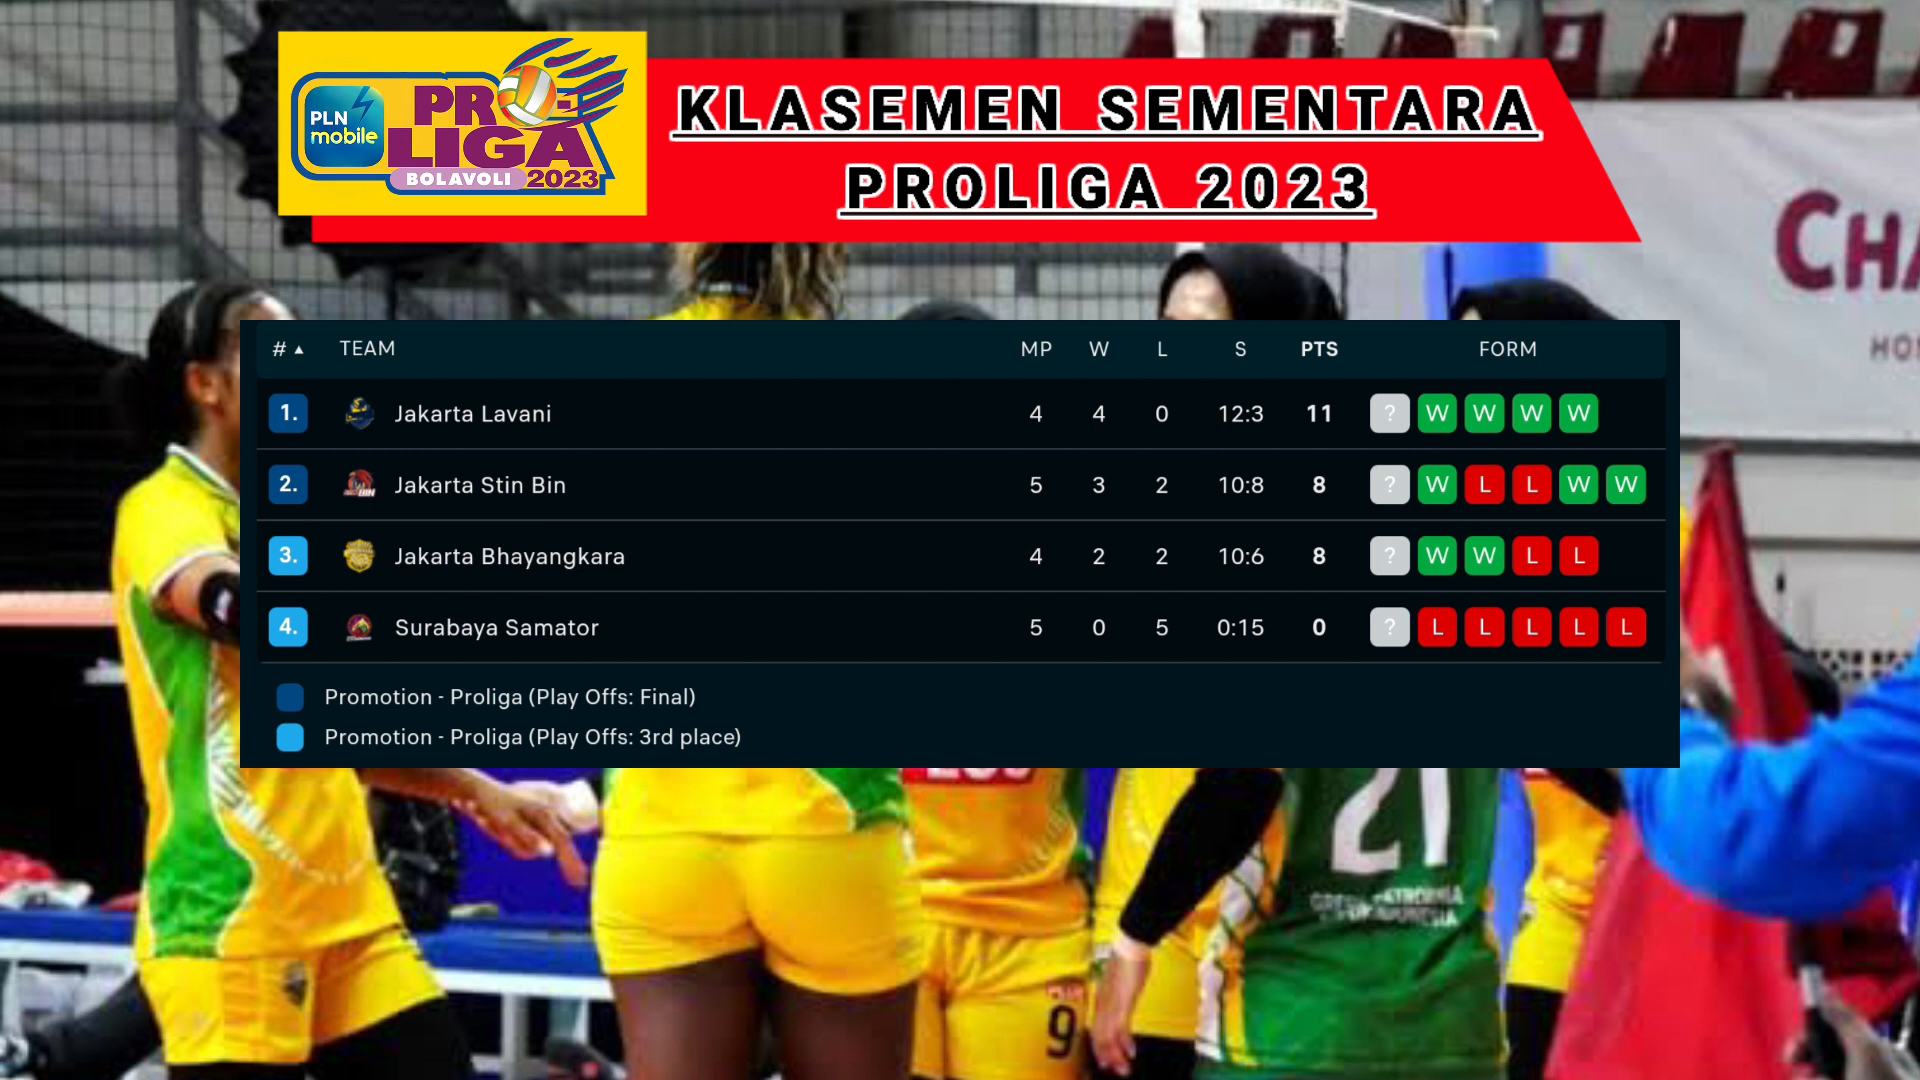 PLN
mobile
PRO
LIGA
BOLAVOLI 2023
KLASEMEN SEMENTARA
PROLIGA 2023
# ▲ TEAM MP W L S PTS FORM
1. Jakarta Lavani 4 4 0 12:3 11 ? W W W W
2. Jakarta Stin Bin 5 3 2 10:8 8 ? W L L W W
3. Jakarta Bhayangkara 4 2 2 10:6 8 ? W W L L
4. Surabaya Samator 5 0 5 0:15 0 ? L L L L L
Promotion - Proliga (Play Offs: Final)
Promotion - Proliga (Play Offs: 3rd place)
21
9